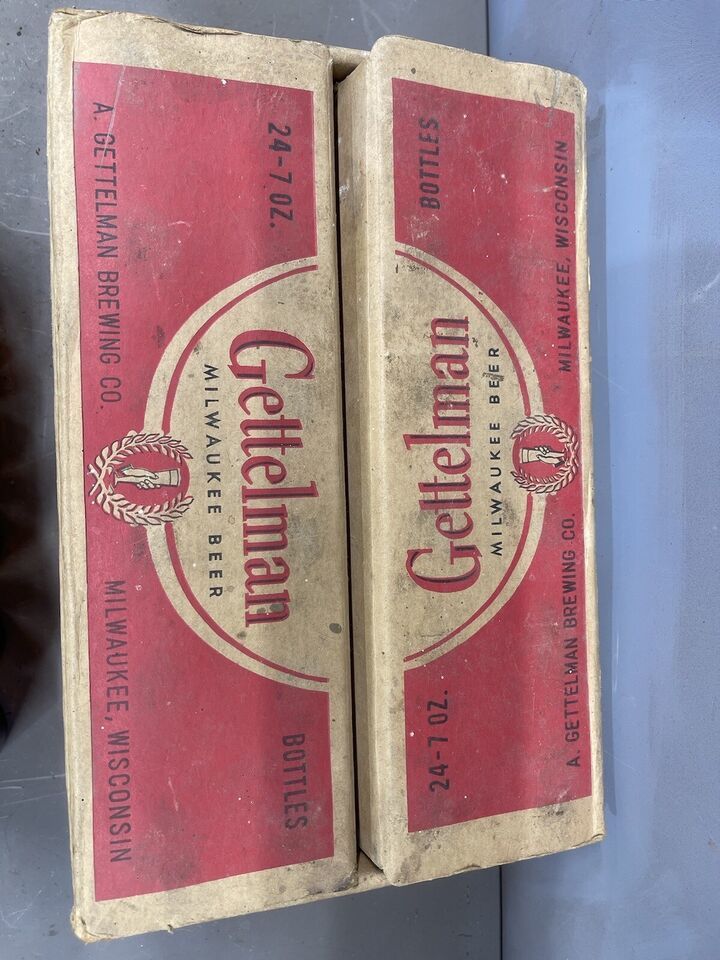 24-7 OZ. BOTTLES
Gettelman
MILWAUKEE BEER
A. GETTELMAN BREWING CO. MILWAUKEE, WISCONSIN
24-7 OZ. BOTTLES
Gettelman
MILWAUKEE BEER
A. GETTELMAN BREWING CO. MILWAUKEE, WISCONSIN